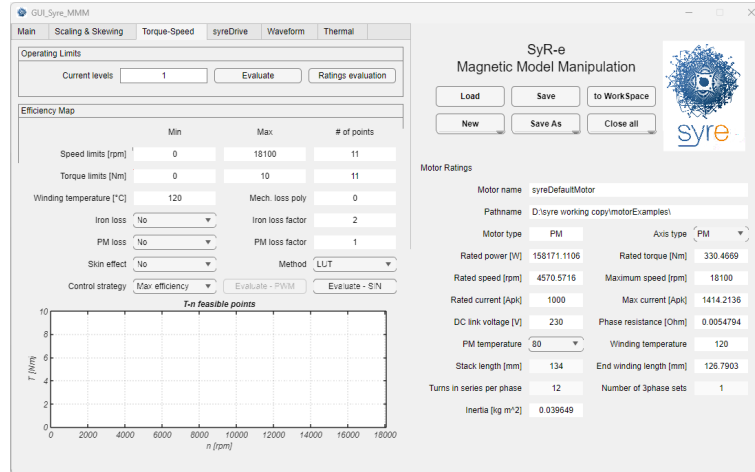 GUI_Syre_MMM
Main Scaling & Skewing Torque-Speed syreDrive Waveform Thermal
Operating Limits
Current levels 1 Evaluate Ratings evaluation
Efficiency Map
Min Max # of points
Speed limits [rpm] 0 18100 11
Torque limits [Nm] 0 10 11
Winding temperature [°C] 120 Mech. loss poly 0
Iron loss No Iron loss factor 2
PM loss No PM loss factor 1
Skin effect No Method LUT
Control strategy Max efficiency Evaluate - PWM Evaluate - SIN
T-n feasible points
10
8
6
4
2
0
T [Nm]
0 2000 4000 6000 8000 10000 12000 14000 16000 18000
n [rpm]
SyR-e
Magnetic Model Manipulation
Load Save to WorkSpace
New Save As Close all
syre
Motor Ratings
Motor name syreDefaultMotor
Pathname D:\syre working copy\motorExamples\
Motor type PM Axis type PM
Rated power [W] 158171.1106 Rated torque [Nm] 330.4669
Rated speed [rpm] 4570.5716 Maximum speed [rpm] 18100
Rated current [Apk] 1000 Max current [Apk] 1414.2136
DC link voltage [V] 230 Phase resistance [Ohm] 0.0054794
PM temperature 80 Winding temperature 120
Stack length [mm] 134 End winding length [mm] 126.7903
Turns in series per phase 12 Number of 3phase sets 1
Inertia [kg m^2] 0.039649